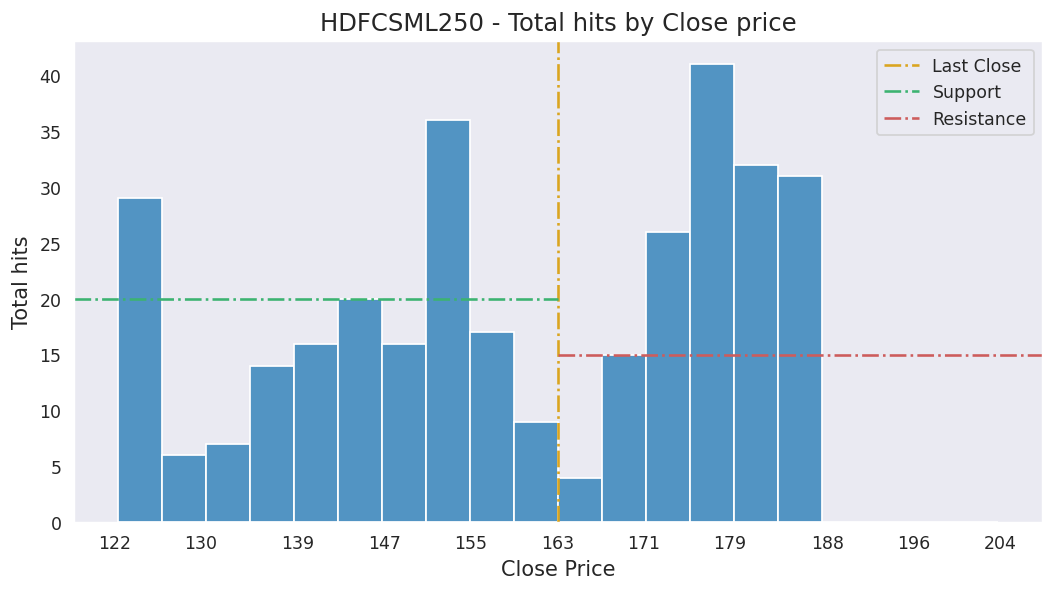 HDFCSML250 - Total hits by Close price
Last Close
Support
Resistance
Total hits
40
35
30
25
20
15
10
5
0
122 130 139 147 155 163 171 179 188 196 204
Close Price